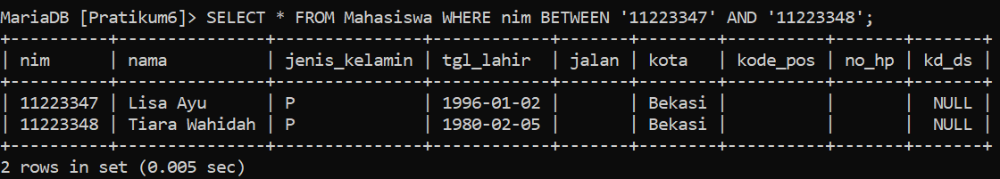 MariaDB [Pratikum6]> SELECT * FROM Mahasiswa WHERE nim BETWEEN '11223347' AND '11223348';
+----------+---------------+---------------+------------+-------+--------+----------+-------+-------+
| nim      | nama          | jenis_kelamin | tgl_lahir  | jalan | kota   | kode_pos | no_hp | kd_ds |
+----------+---------------+---------------+------------+-------+--------+----------+-------+-------+
| 11223347 | Lisa Ayu      | P             | 1996-01-02 |       | Bekasi |          |       |  NULL |
| 11223348 | Tiara Wahidah | P             | 1980-02-05 |       | Bekasi |          |       |  NULL |
+----------+---------------+---------------+------------+-------+--------+----------+-------+-------+
2 rows in set (0.005 sec)